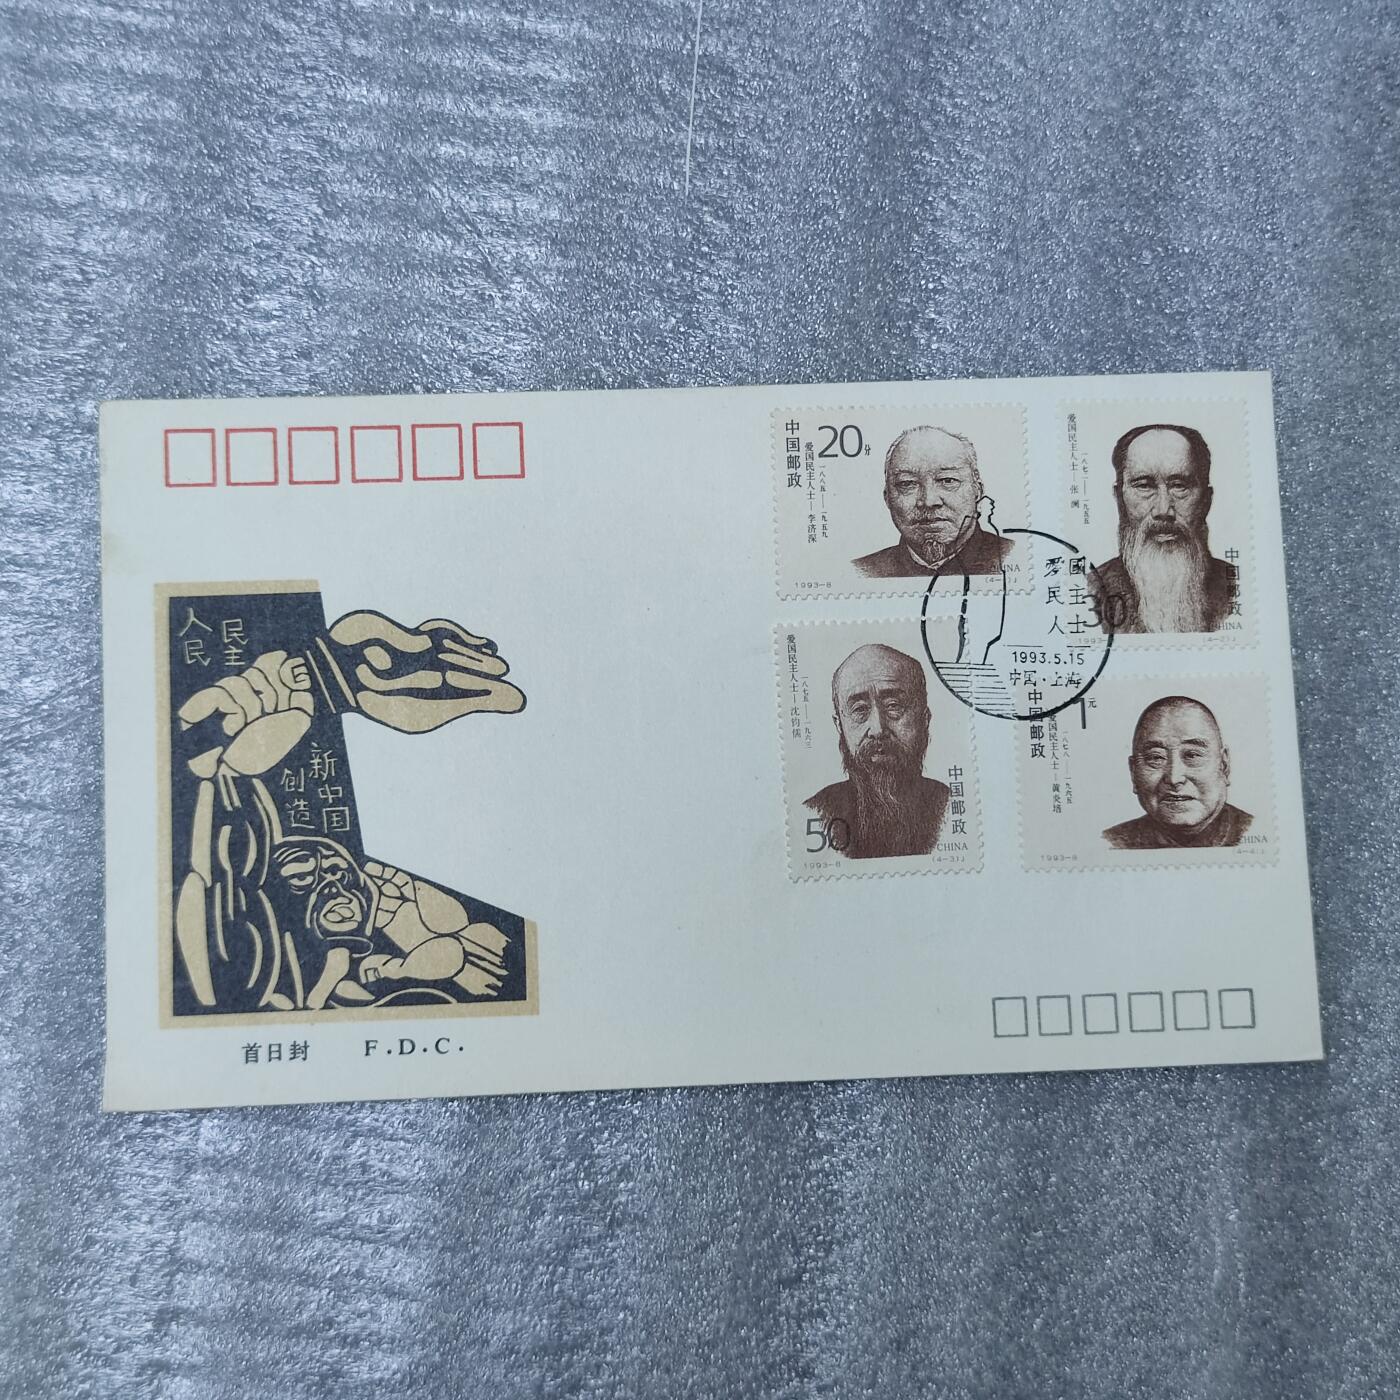 中国邮政
20分
爱国民主人士—李济深
一八八五—一九五九
1993-8
CHINA
爱国民主人士—张澜
一八七二—一九五五
中国邮政
30
CHINA
1993-8
(4-2)J
爱国民主人士—沈钧儒
一八七五—一九六三
中国邮政
50
CHINA
1993-8
(4-3)J
中国邮政
1元
爱国民主人士—黄炎培
一八七八—一九六五
CHINA
1993-8
(4-4)J
爱國
民主
人士
1993.5.15
中国·上海
人民
民主
新中国
创造
首日封 F.D.C.